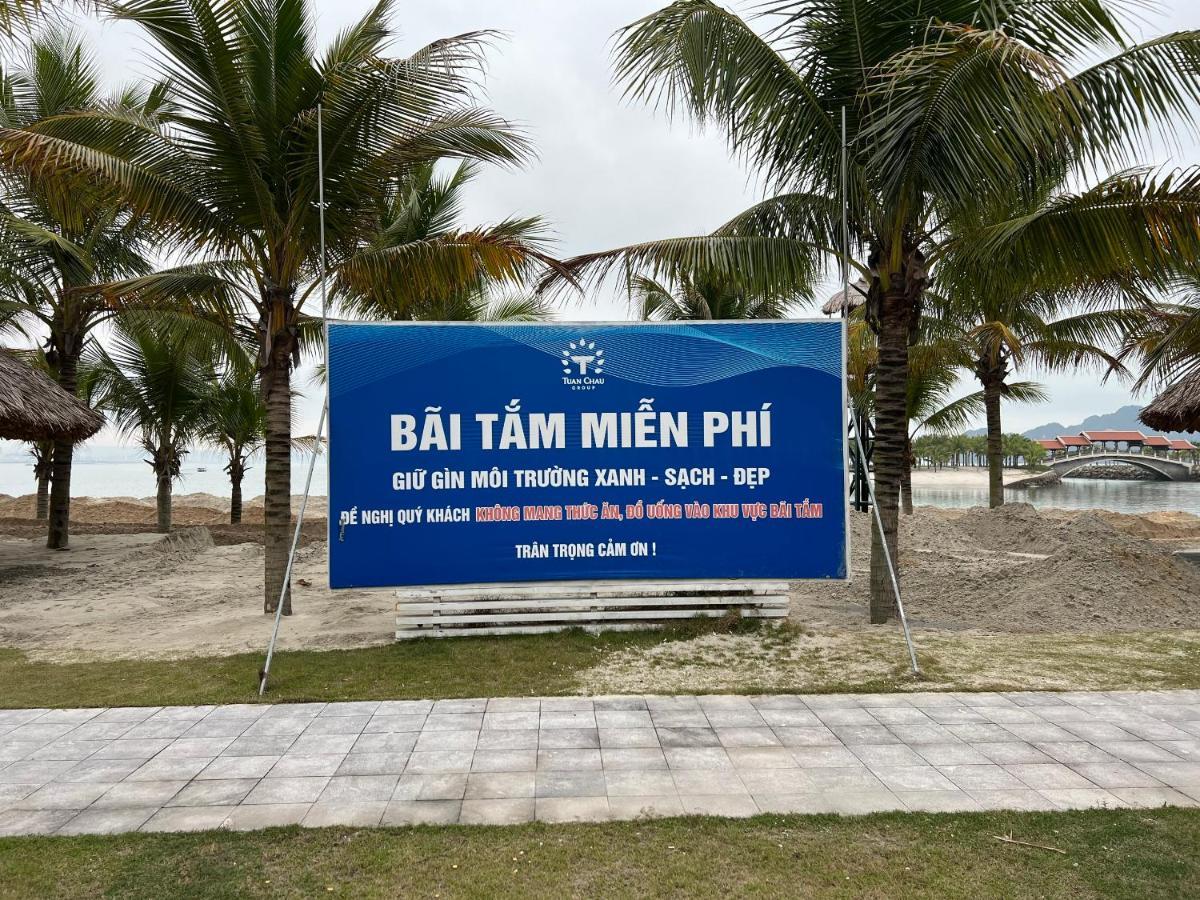 TUAN CHAU
GROUP
BÃI TẮM MIỄN PHÍ
GIỮ GÌN MÔI TRƯỜNG XANH - SẠCH - ĐẸP
ĐỀ NGHỊ QUÝ KHÁCH KHÔNG MANG THỨC ĂN, ĐỒ UỐNG VÀO KHU VỰC BÃI TẮM
TRÂN TRỌNG CẢM ƠN !